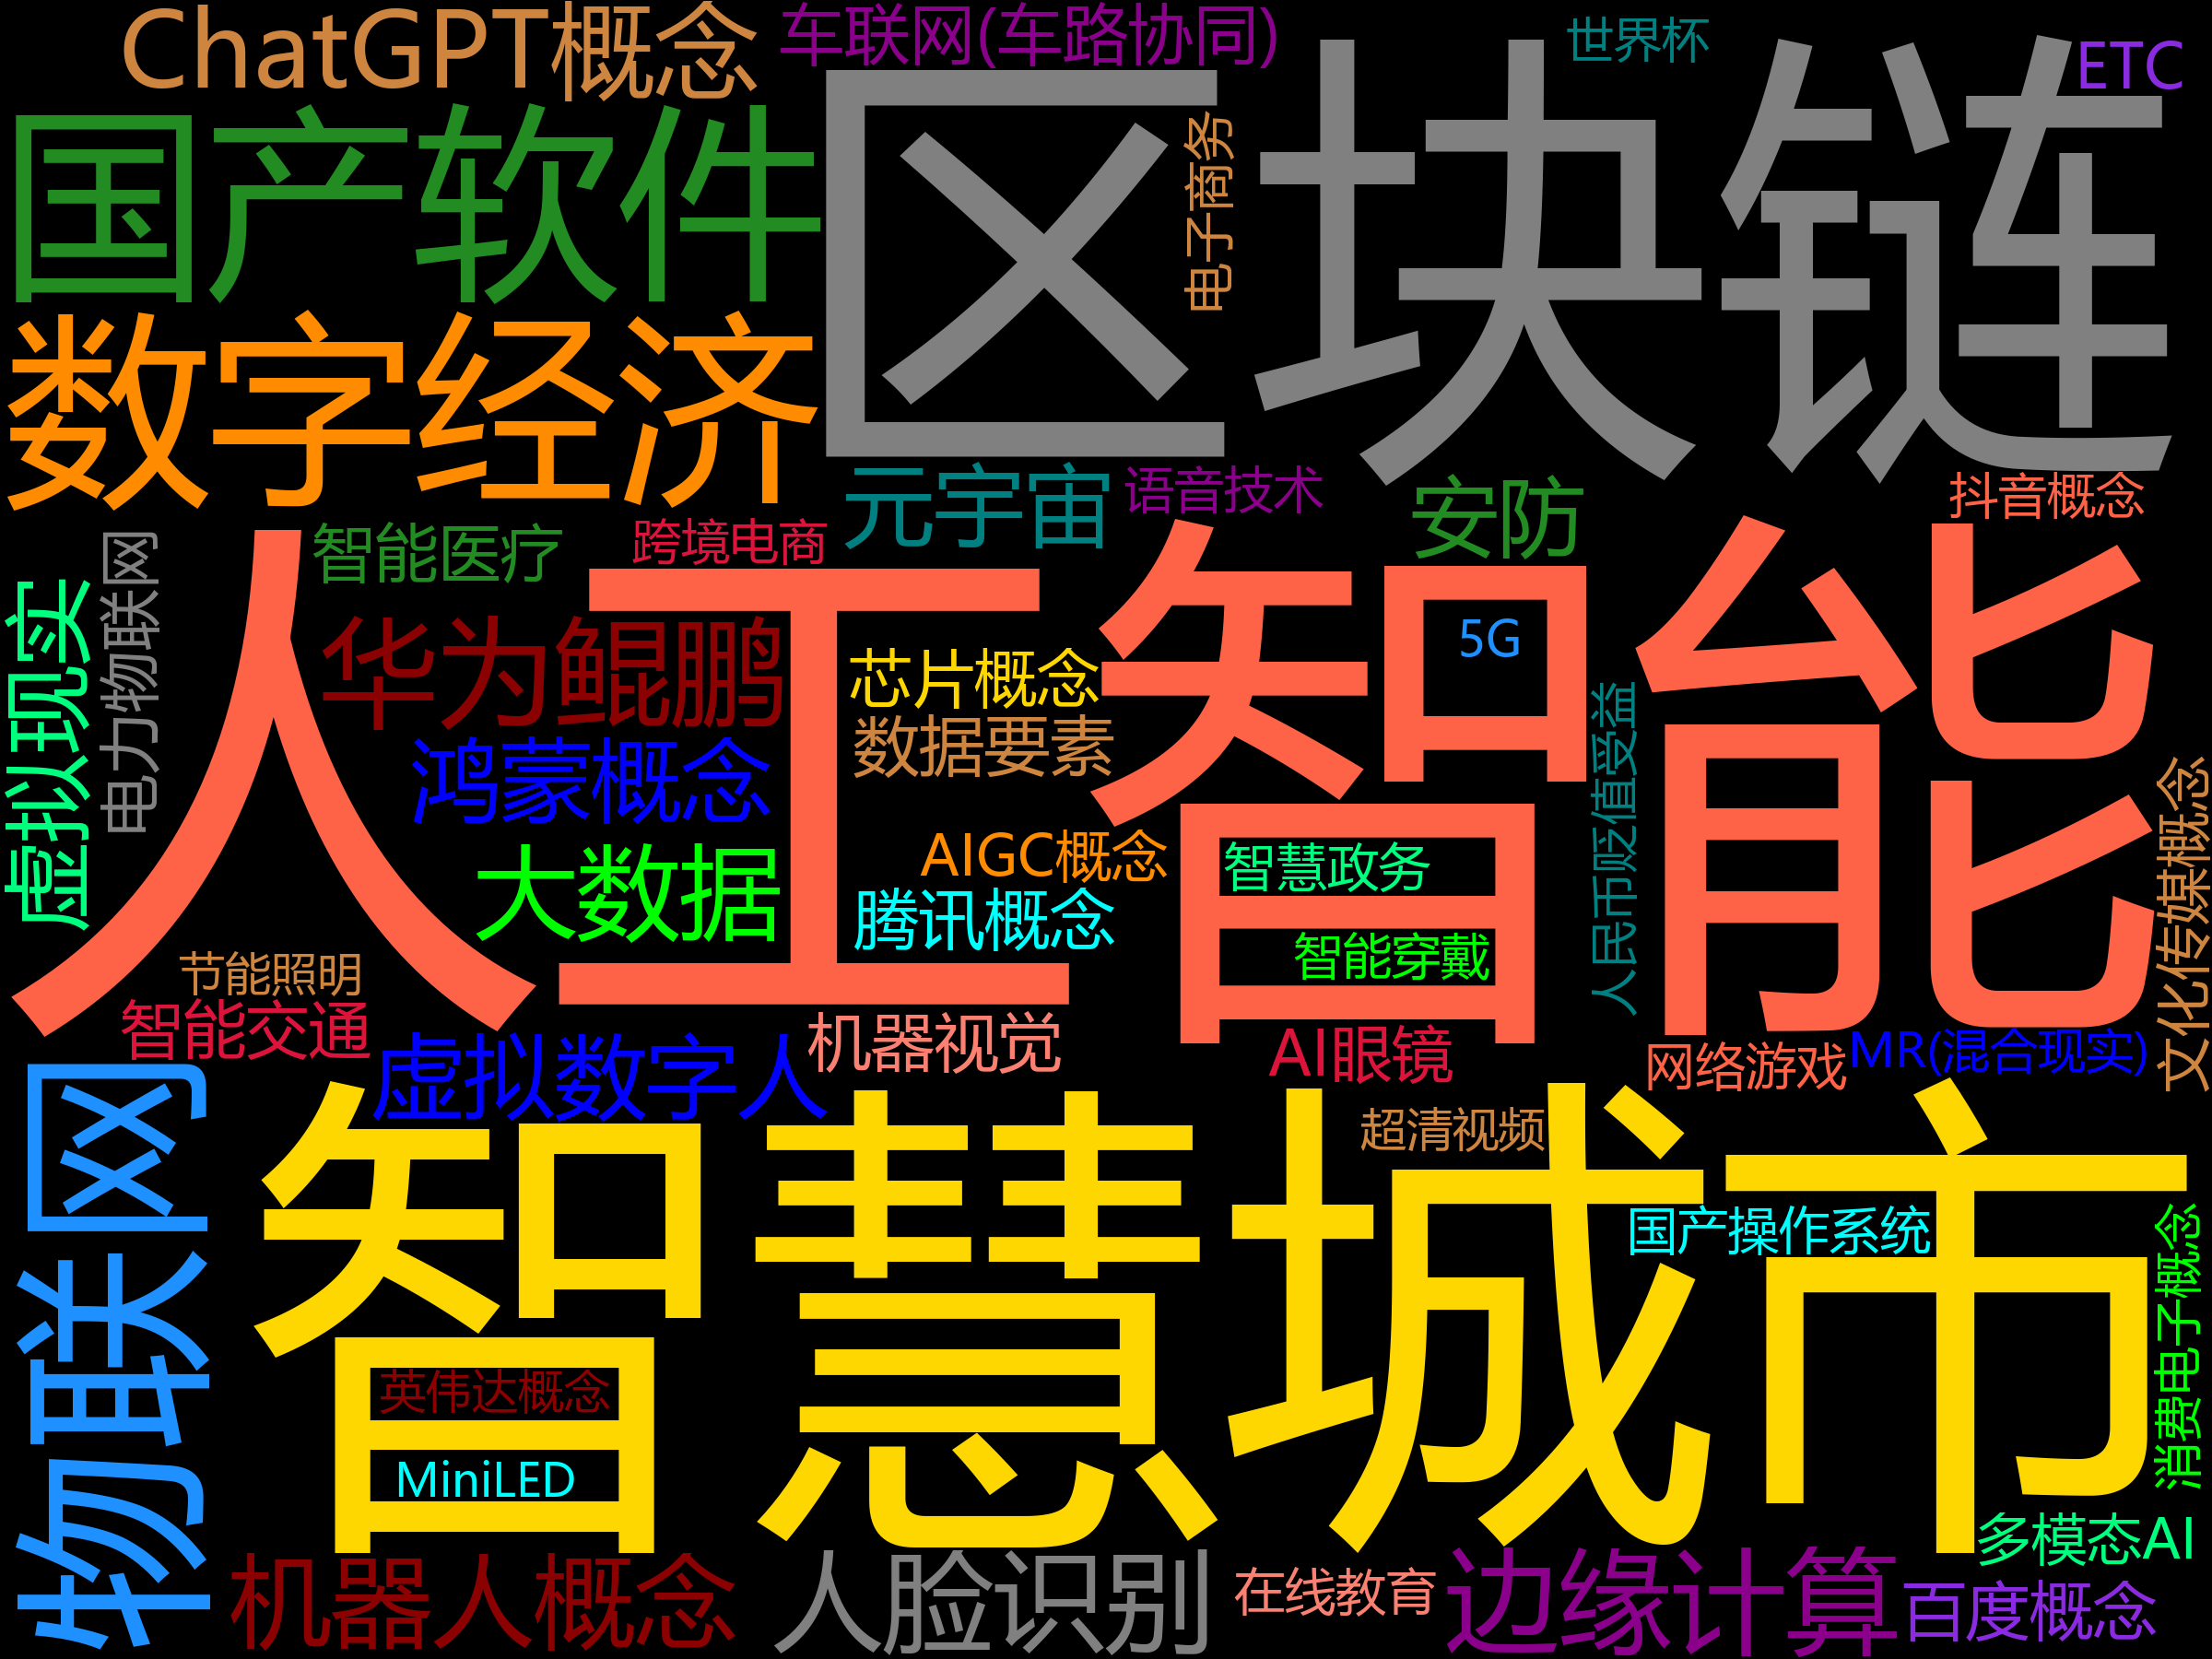 ChatGPT概念
车联网(车路协同)
世界杯
ETC
国产软件
区块链
电子商务
数字经济
元宇宙
语音技术
安防
抖音概念
智能医疗
跨境电商
电力物联网
虚拟现实
人工智能
华为鲲鹏
芯片概念
5G
数据要素
鸿蒙概念
人民币贬值受益
大数据
AIGC概念
智慧政务
文化传媒概念
腾讯概念
智能穿戴
节能照明
智能交通
机器视觉
AI眼镜
网络游戏
MR(混合现实)
虚拟数字人
物联网
智慧城市
超清视频
国产操作系统
消费电子概念
英伟达概念
MiniLED
多模态AI
机器人概念
人脸识别
在线教育
边缘计算
百度概念